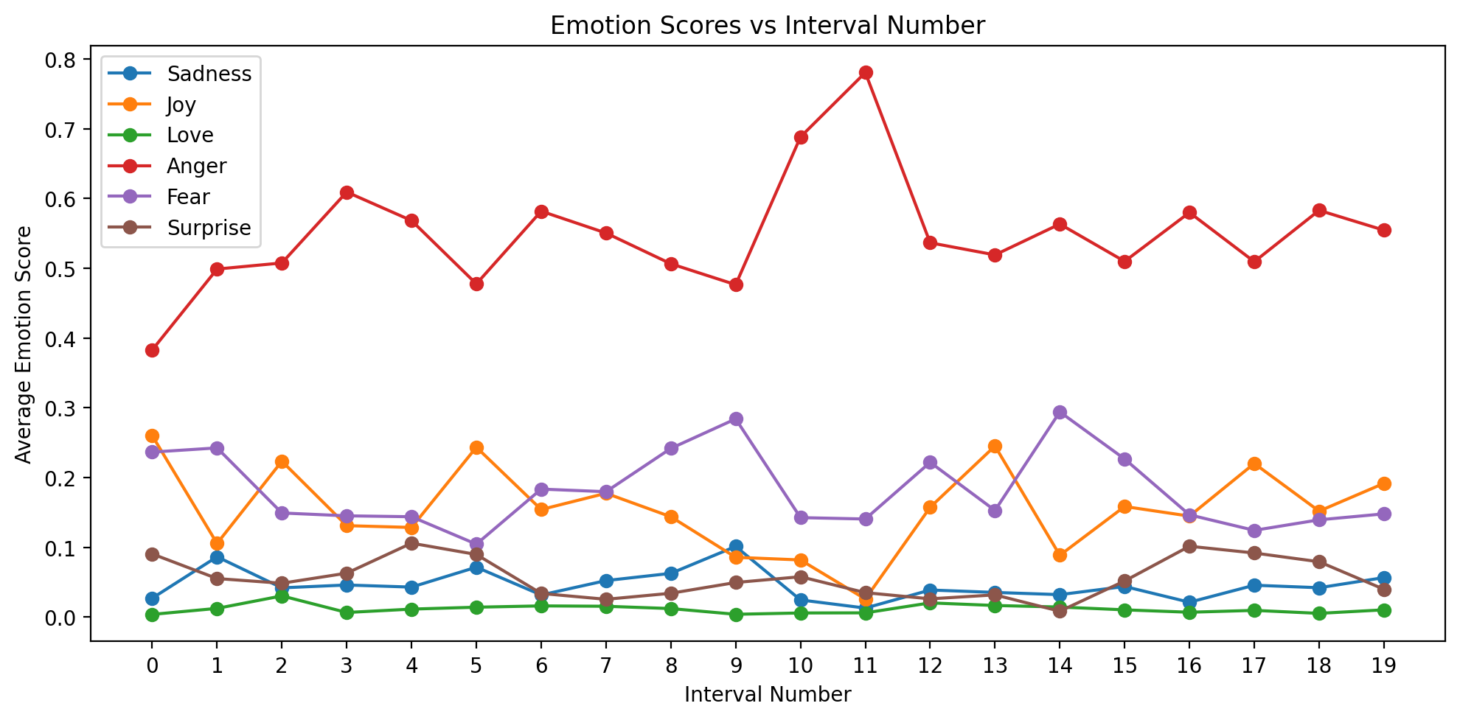 Emotion Scores vs Interval Number
0.8
0.7
0.6
0.5
0.4
0.3
0.2
0.1
0.0
Average Emotion Score
Sadness
Joy
Love
Anger
Fear
Surprise
0 1 2 3 4 5 6 7 8 9 10 11 12 13 14 15 16 17 18 19
Interval Number